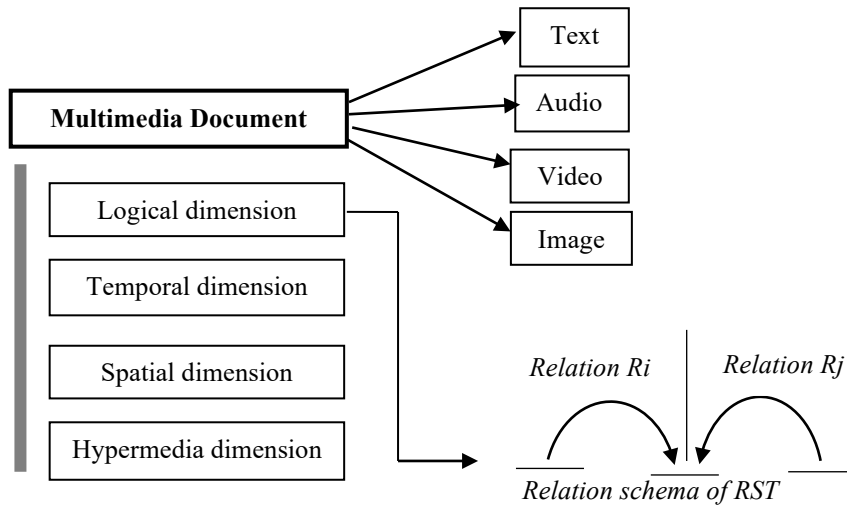 Text
Audio
Multimedia Document
Video
Logical dimension
Image
Temporal dimension
Spatial dimension
Relation Ri
Relation Rj
Hypermedia dimension
Relation schema of RST